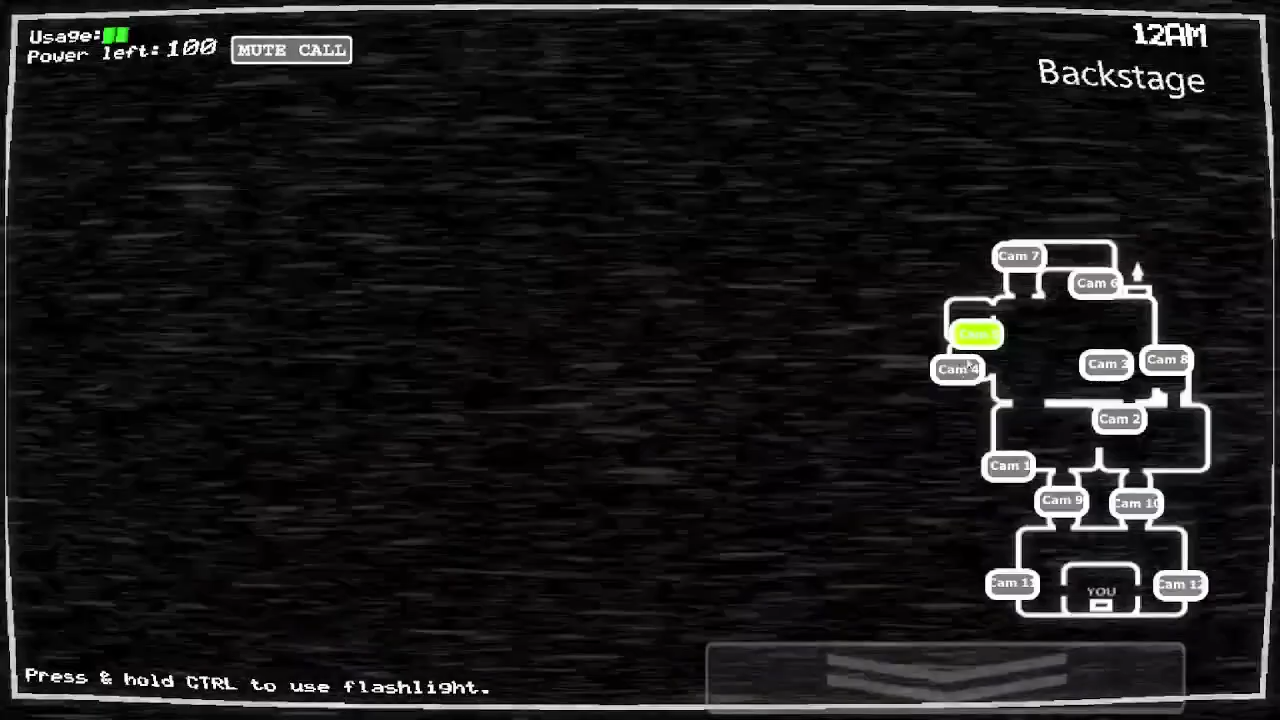 Usage:
Power left: 100
MUTE CALL
12AM
Backstage
Cam 7
Cam 6
Cam 4
Cam 3
Cam 8
Cam 2
Cam 1
Cam 9
Cam 10
Cam 11
YOU
Cam 12
Press & hold CTRL to use flashlight.